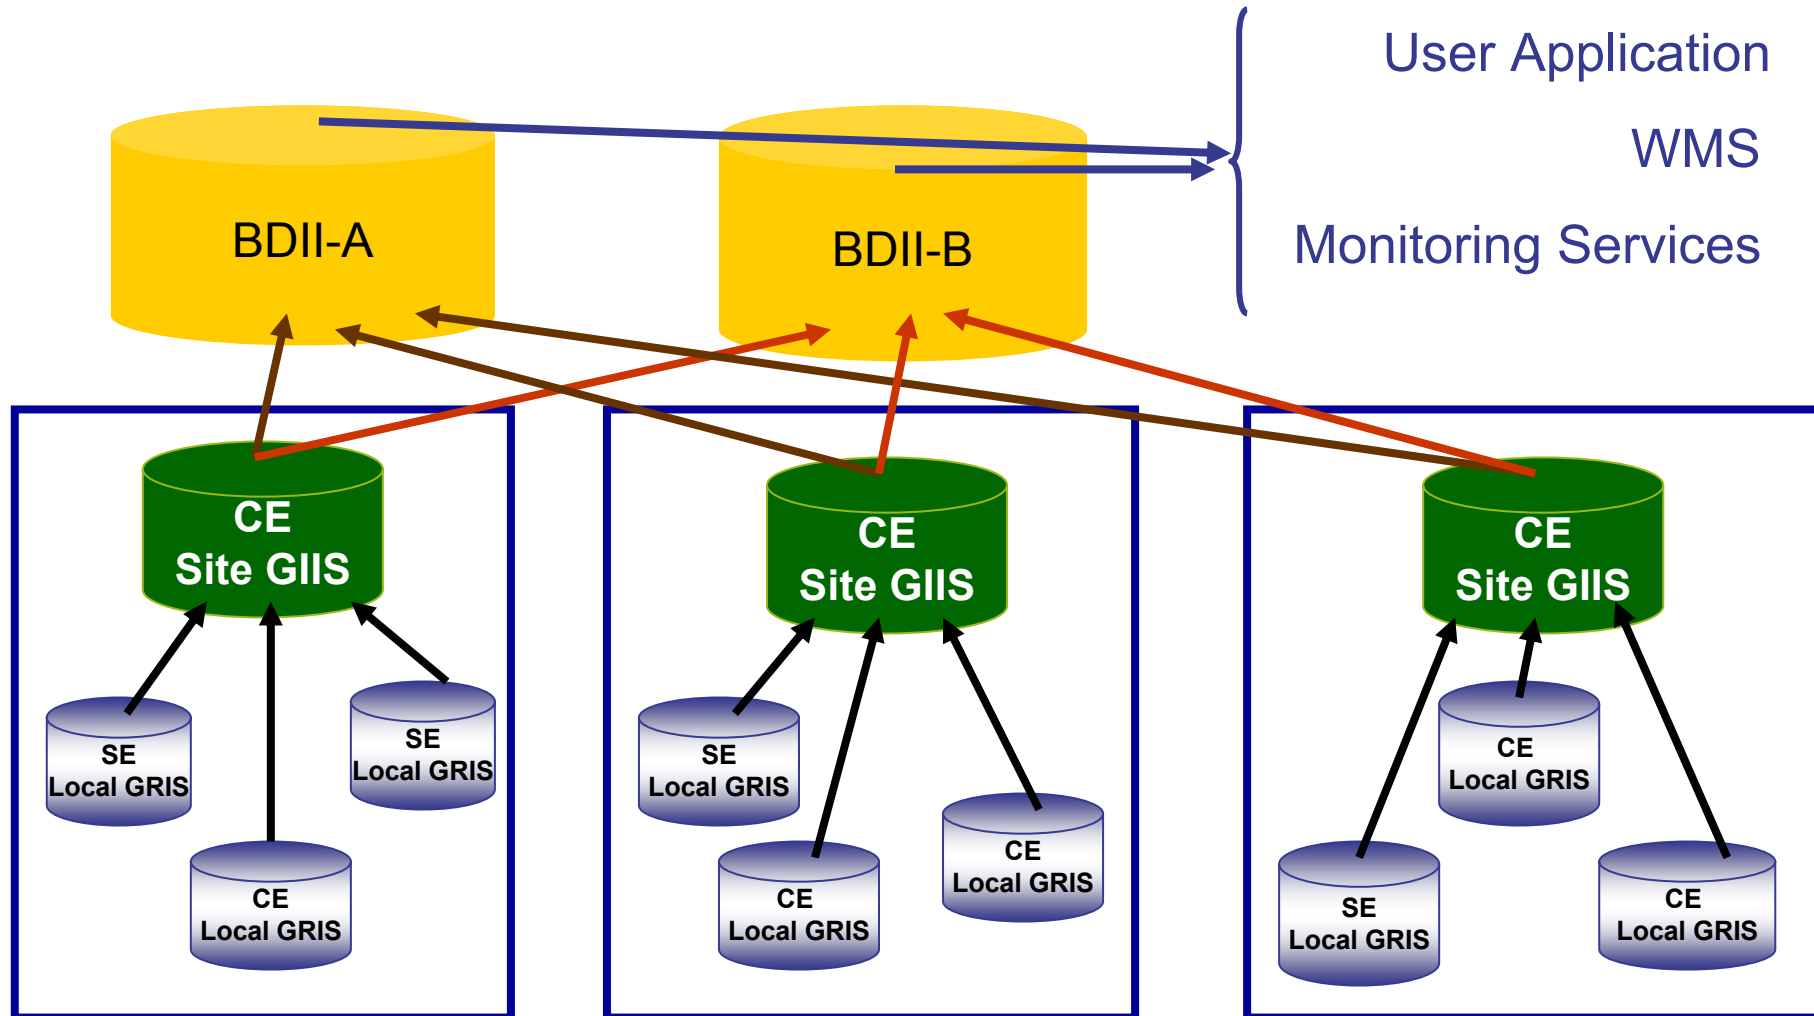 User Application
WMS
Monitoring Services
BDII-A
BDII-B
CE
Site GIIS
SE
Local GRIS
SE
Local GRIS
CE
Local GRIS
CE
Site GIIS
SE
Local GRIS
CE
Local GRIS
CE
Local GRIS
CE
Site GIIS
CE
Local GRIS
SE
Local GRIS
CE
Local GRIS